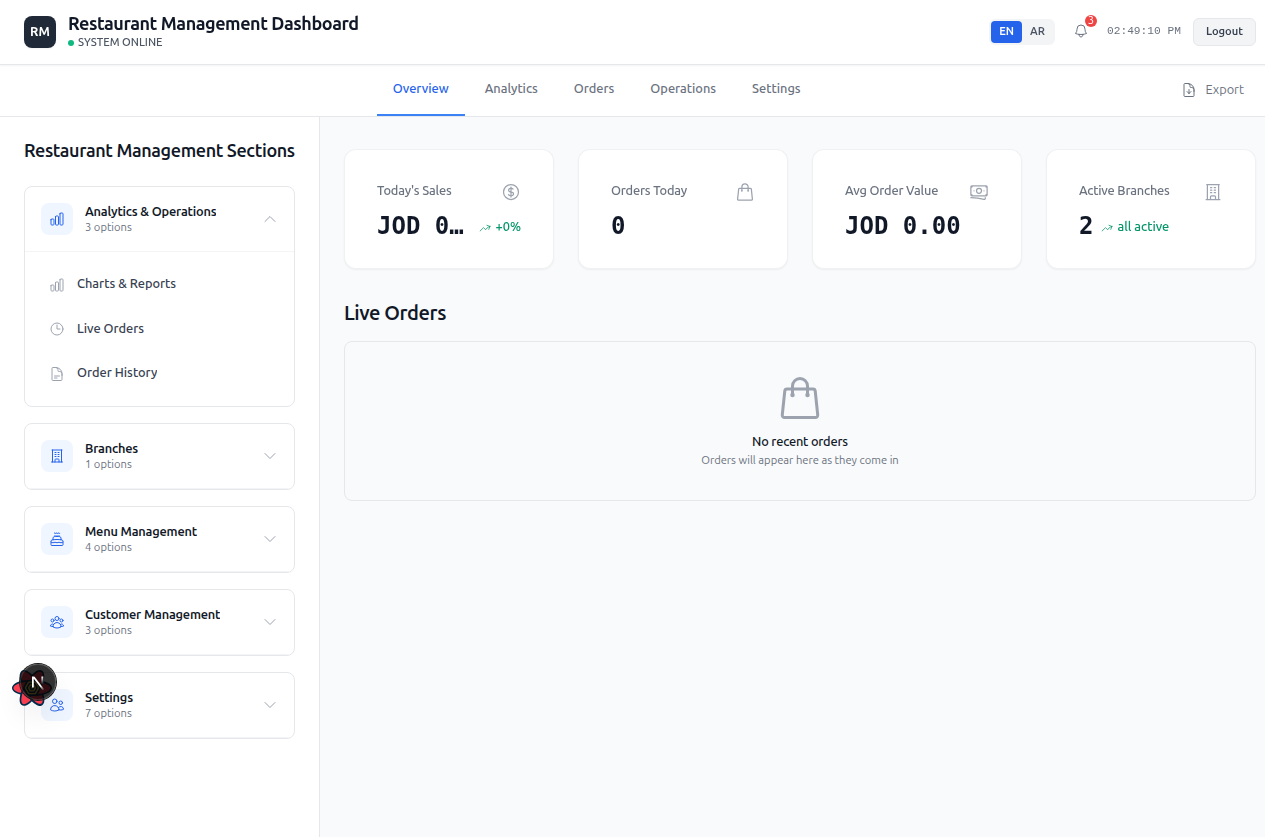 RM
Restaurant Management Dashboard
SYSTEM ONLINE
EN
AR
3
02:49:10 PM
Logout
Overview
Analytics
Orders
Operations
Settings
Export
Restaurant Management Sections
Analytics & Operations
3 options
Charts & Reports
Live Orders
Order History
Branches
1 options
Menu Management
4 options
Customer Management
3 options
N
Settings
7 options
Today's Sales
JOD 0… +0%
Orders Today
0
Avg Order Value
JOD 0.00
Active Branches
2 all active
Live Orders
No recent orders
Orders will appear here as they come in